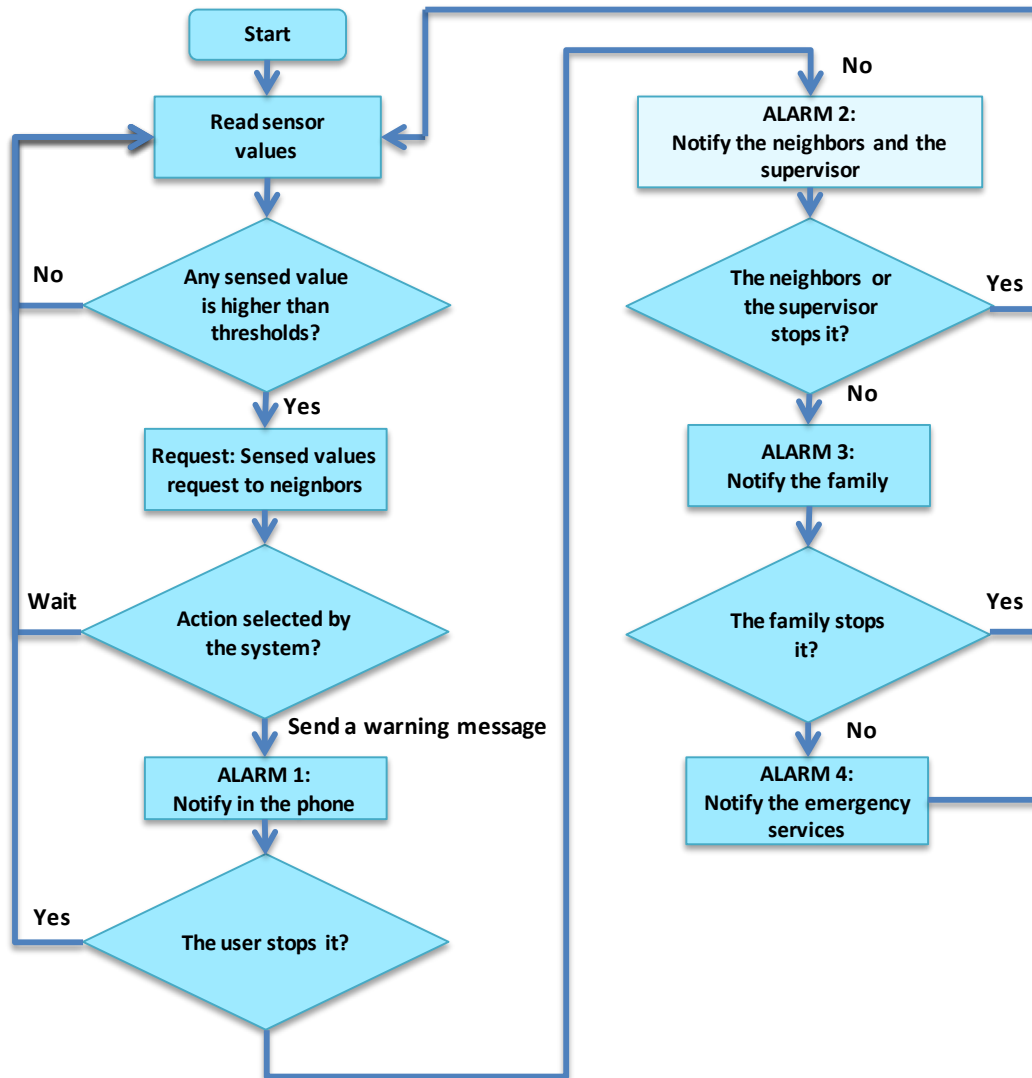 Start
Read sensor
values
No
Any sensed value
is higher than
thresholds?
Yes
Request: Sensed values
request to neignbors
Wait
Action selected by
the system?
Send a warning message
ALARM 1:
Notify in the phone
Yes
The user stops it?
No
ALARM 2:
Notify the neighbors and the
supervisor
The neighbors or
the supervisor
stops it?
Yes
No
ALARM 3:
Notify the family
The family stops
it?
Yes
No
ALARM 4:
Notify the emergency
services